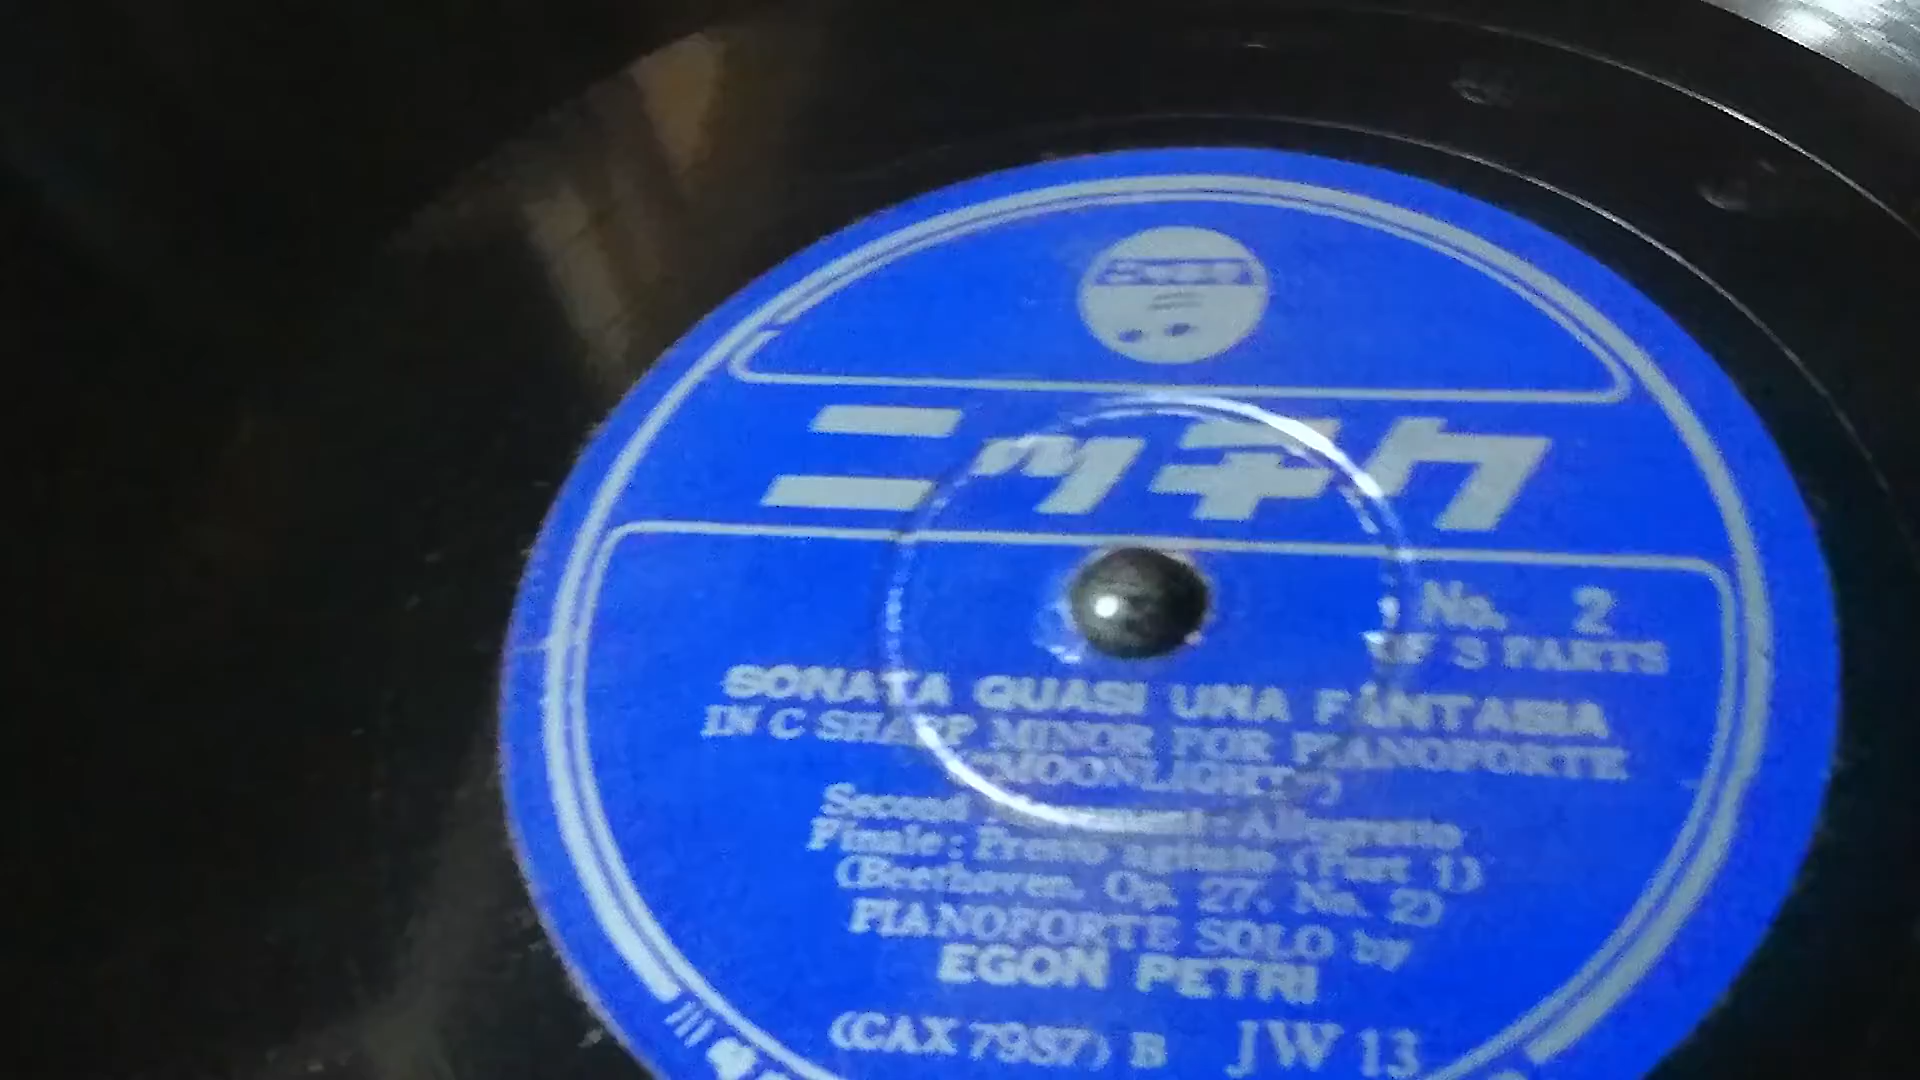 ニッチク
No. 2
OF 3 PARTS
SONATA QUASI UNA FANTASIA
IN C SHARP MINOR FOR PIANOFORTE
("MOONLIGHT")
Second Movement: Allegretto
Finale: Presto agitato (Part 1)
(Beethoven, Op. 27, No. 2)
PIANOFORTE SOLO by
EGON PETRI
(CAX 7957) B JW 13